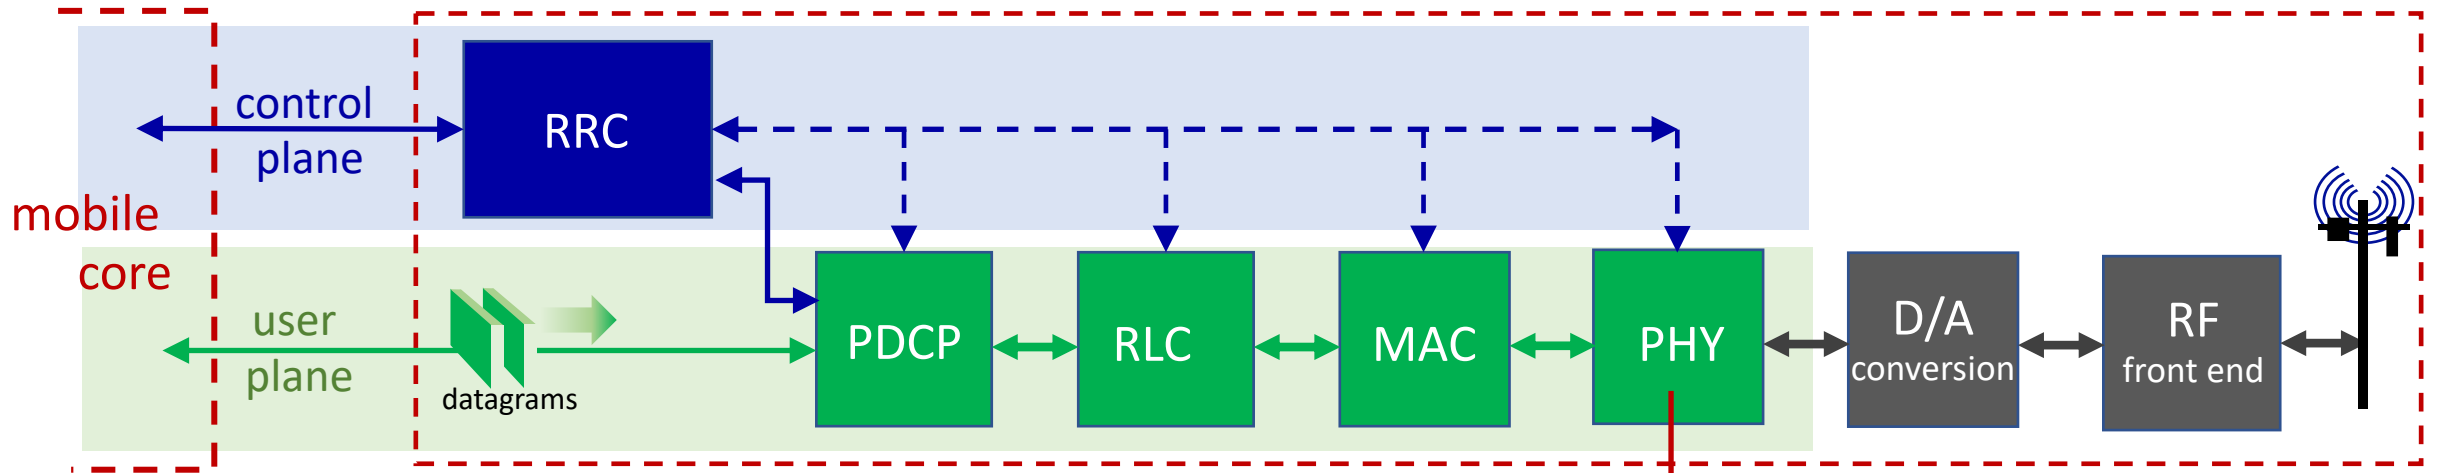 control
plane
RRC
mobile
core
user
plane
datagrams
PDCP
RLC
MAC
PHY
D/A
conversion
RF
front end